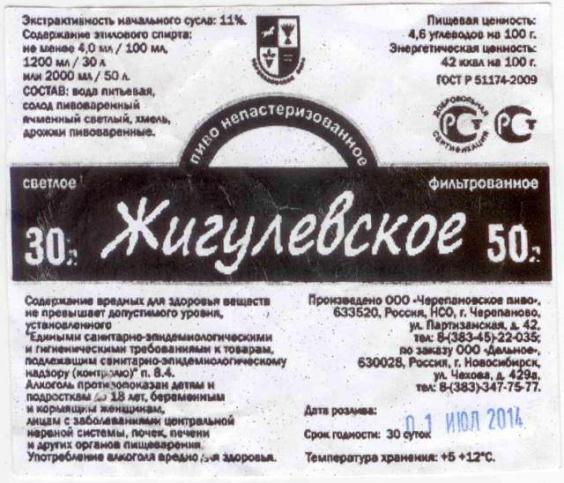 Экстрактивность начального сусла: 11%.
Содержание этилового спирта:
не менее 4,0 мл / 100 мл,
1200 мл / 30 л
или 2000 мл / 50 л.
СОСТАВ: вода питьевая,
солод пивоваренный
ячменный светлый, хмель,
дрожжи пивоваренные.
Пищевая ценность:
4,6 углеводов на 100 г.
Энергетическая ценность:
42 ккал на 100 г.
ГОСТ Р 51174-2009
ДОБРОВОЛЬНАЯ
СЕРТИФИКАЦИЯ
пиво непастеризованное
светлое
фильтрованное
30л
Жигулевское
50л
Содержание вредных для здоровья веществ
не превышает допустимого уровня,
установленного
"Едиными санитарно-эпидемиологическими
и гигиеническими требованиями к товарам,
подлежащим санитарно-эпидемиологическому
надзору (контролю)" п. 8.4.
Алкоголь противопоказан детям и
подросткам до 18 лет, беременным
и кормящим женщинам,
лицам с заболеваниями центральной
нервной системы, почек, печени
и других органов пищеварения.
Употребление алкоголя вредно для здоровья.
Произведено ООО «Черепановское пиво»,
633520, Россия, НСО, г. Черепаново,
ул. Партизанская, д. 42,
тел: 8-(383-45)-22-035;
по заказу ООО «Дельное»,
630028, Россия, г. Новосибирск,
ул. Чехова, д. 429а,
тел: 8-(383)-347-75-77.
Дата розлива:
01 ИЮЛ 2014
Срок годности: 30 суток
Температура хранения: +5 +12°С.